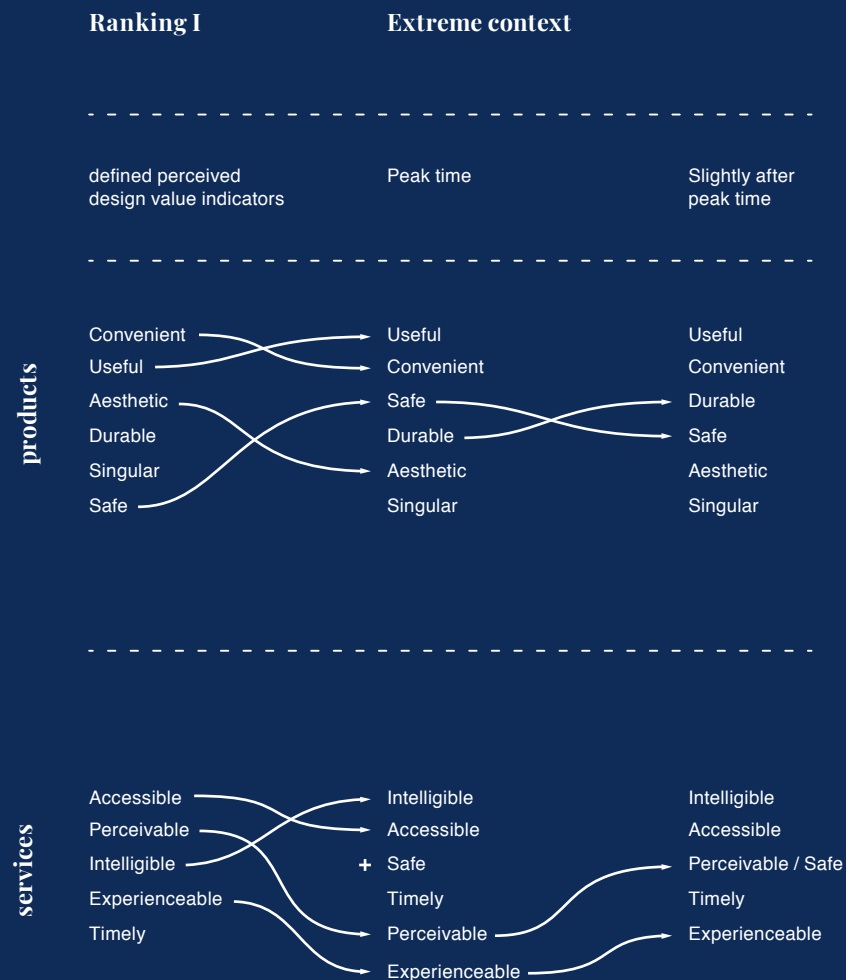 Ranking I
Extreme context
defined perceived
design value indicators
Peak time
Slightly after
peak time
products
Convenient
Useful
Aesthetic
Durable
Singular
Safe
Useful
Convenient
Safe
Durable
Aesthetic
Singular
Useful
Convenient
Durable
Safe
Aesthetic
Singular
services
Accessible
Perceivable
Intelligible
Experienceable
Timely
Intelligible
Accessible
+ Safe
Timely
Perceivable
Experienceable
Intelligible
Accessible
Perceivable / Safe
Timely
Experienceable